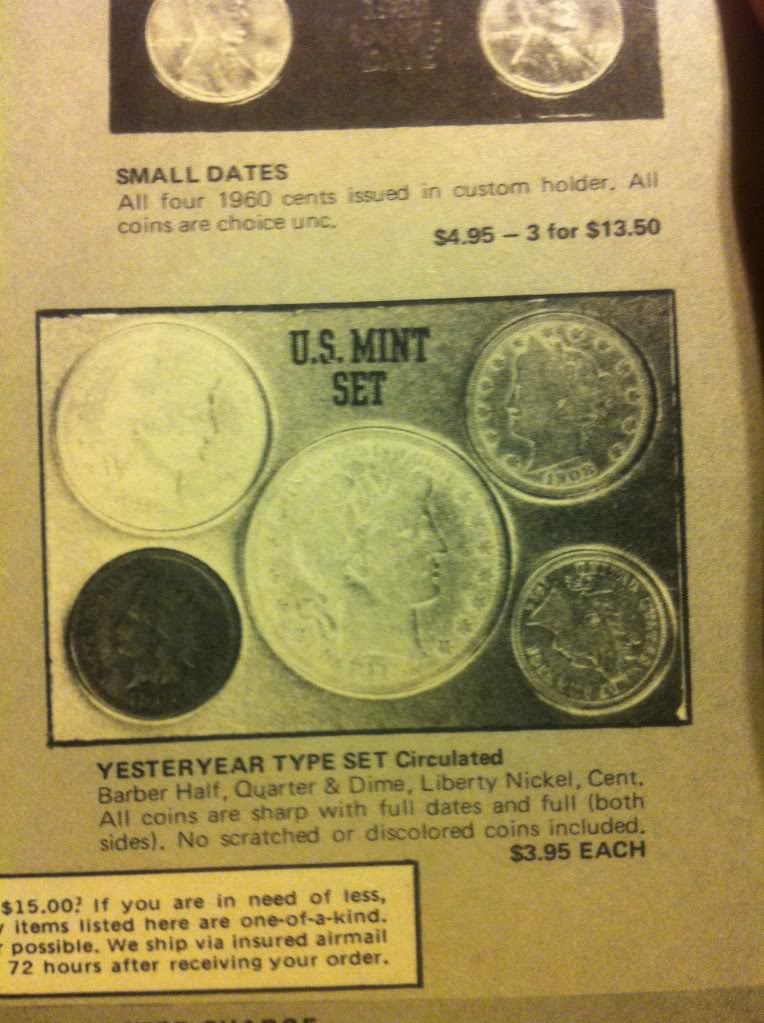 SMALL DATES
All four 1960 cents issued in custom holder. All
coins are choice unc.
$4.95 — 3 for $13.50
U.S. MINT
SET
1908
YESTERYEAR TYPE SET Circulated
Barber Half, Quarter & Dime, Liberty Nickel, Cent.
All coins are sharp with full dates and full (both
sides). No scratched or discolored coins included.
$3.95 EACH
$15.00? If you are in need of less,
items listed here are one-of-a-kind.
possible. We ship via insured airmail
72 hours after receiving your order.